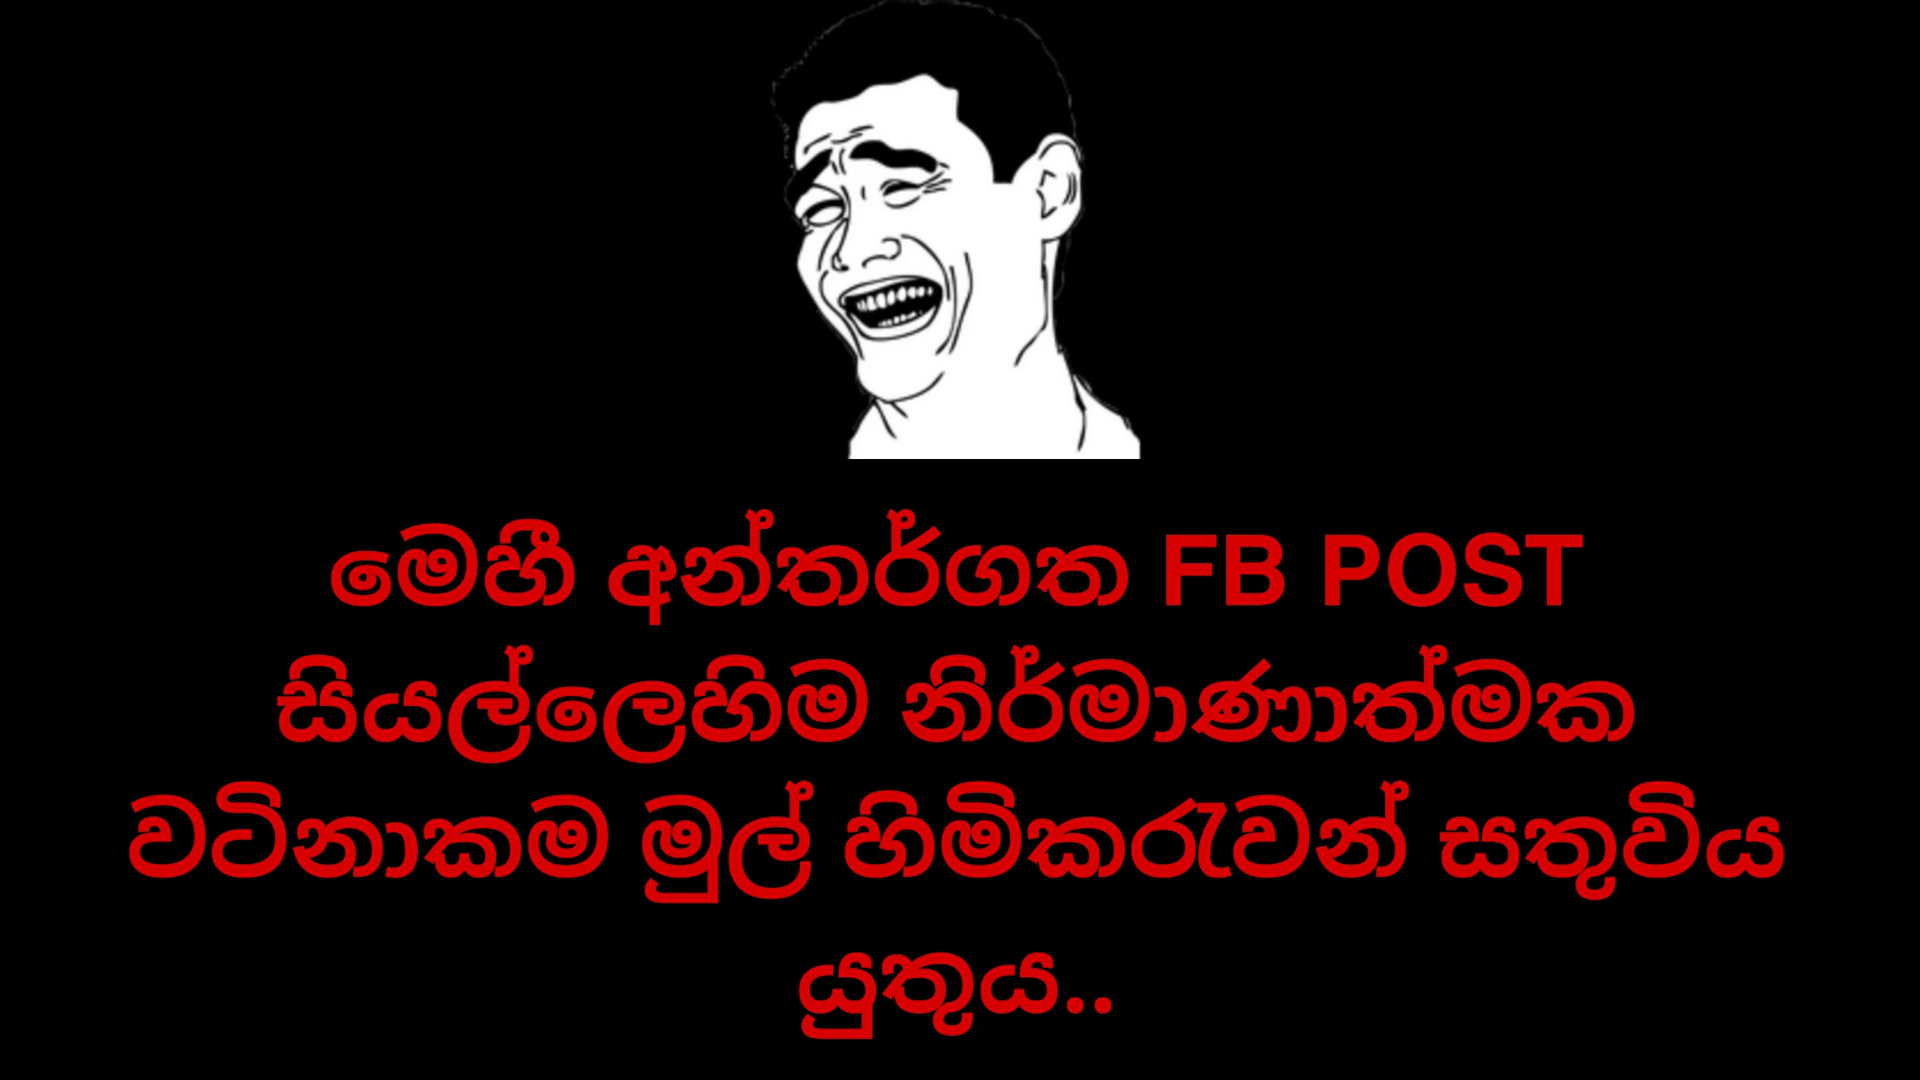 මෙහී අන්තර්ගත FB POST
සියල්ලෙහිම නිර්මාණාත්මක
වටිනාකම මුල් හිමිකරුවන් සතුවිය
යුතුය..